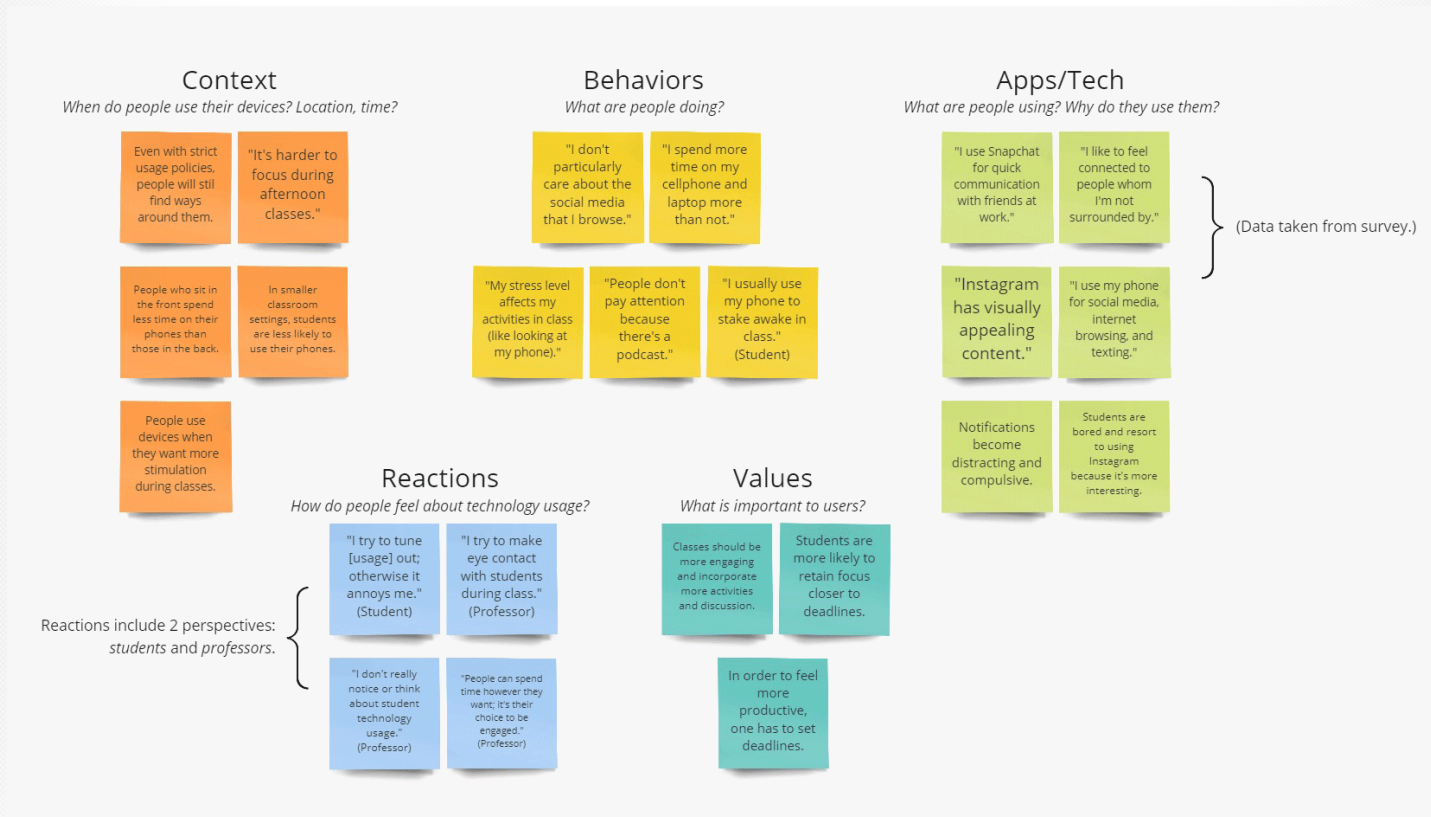 Context
When do people use their devices? Location, time?
Even with strict
usage policies,
people will stil
find ways
around them.
"It's harder to
focus during
afternoon
classes."
People who sit in
the front spend
less time on their
phones than
those in the back.
In smaller
classroom
settings, students
are less likely to
use their phones.
People use
devices when
they want more
stimulation
during classes.
Behaviors
What are people doing?
"I don't
particularly
care about the
social media
that I browse."
"I spend more
time on my
cellphone and
laptop more
than not."
"My stress level
affects my
activities in class
(like looking at
my phone)."
"People don't
pay attention
because
there's a
podcast."
"I usually use
my phone to
stake awake in
class."
(Student)
Apps/Tech
What are people using? Why do they use them?
"I use Snapchat
for quick
communication
with friends at
work."
"I like to feel
connected to
people whom
I'm not
surrounded by."
(Data taken from survey.)
"Instagram
has visually
appealing
content."
"I use my phone
for social media,
internet
browsing, and
texting."
Notifications
become
distracting and
compulsive.
Students are
bored and resort
to using
Instagram
because it's more
interesting.
Reactions
How do people feel about technology usage?
"I try to tune
[usage] out;
otherwise it
annoys me."
(Student)
"I try to make
eye contact
with students
during class."
(Professor)
Reactions include 2 perspectives:
students and professors.
"I don't really
notice or think
about student
technology
usage."
(Professor)
"People can spend
time however they
want; it's their
choice to be
engaged."
(Professor)
Values
What is important to users?
Classes should be
more engaging
and incorporate
more activities
and discussion.
Students are
more likely to
retain focus
closer to
deadlines.
In order to feel
more
productive,
one has to set
deadlines.